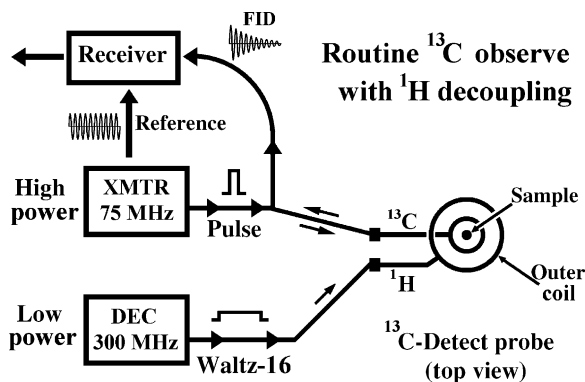 FID
Routine ¹³C observe
with ¹H decoupling
Receiver
Reference
High
power
XMTR
75 MHz
Pulse
¹³C
Sample
¹H
Outer
coil
Low
power
DEC
300 MHz
Waltz-16
¹³C-Detect probe
(top view)